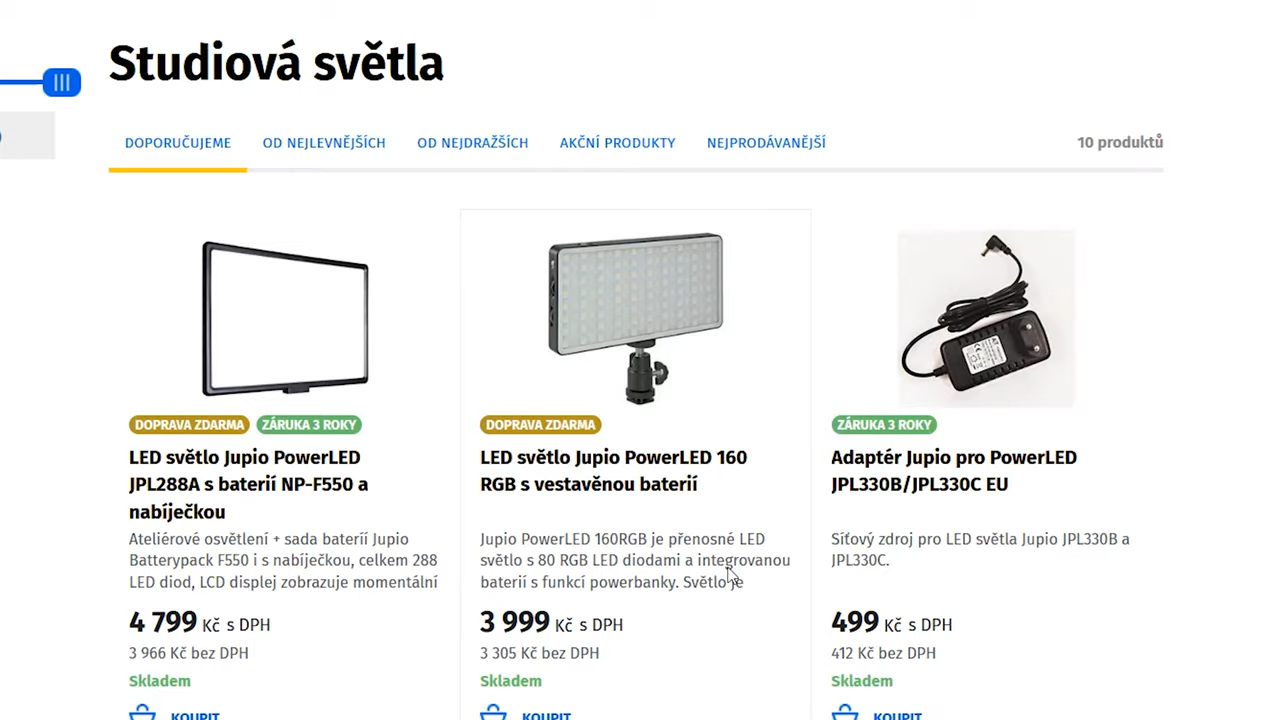 Studiová světla
DOPORUČUJEME OD NEJLEVNĚJŠÍCH OD NEJDRAŽŠÍCH AKČNÍ PRODUKTY NEJPRODÁVANĚJŠÍ 10 produktů
DOPRAVA ZDARMA ZÁRUKA 3 ROKY
LED světlo Jupio PowerLED
JPL288A s baterií NP-F550 a
nabíječkou
Ateliérové osvětlení + sada bateríí Jupio
Batterypack F550 i s nabíječkou, celkem 288
LED diod, LCD displej zobrazuje momentální
4 799 Kč s DPH
3 966 Kč bez DPH
Skladem
KOUPIT
DOPRAVA ZDARMA
LED světlo Jupio PowerLED 160
RGB s vestavěnou baterií
Jupio PowerLED 160RGB je přenosné LED
světlo s 80 RGB LED diodami a integrovanou
baterií s funkcí powerbanky. Světlo je
3 999 Kč s DPH
3 305 Kč bez DPH
Skladem
KOUPIT
ZÁRUKA 3 ROKY
Adaptér Jupio pro PowerLED
JPL330B/JPL330C EU
Síťový zdroj pro LED světla Jupio JPL330B a
JPL330C.
499 Kč s DPH
412 Kč bez DPH
Skladem
KOUPIT